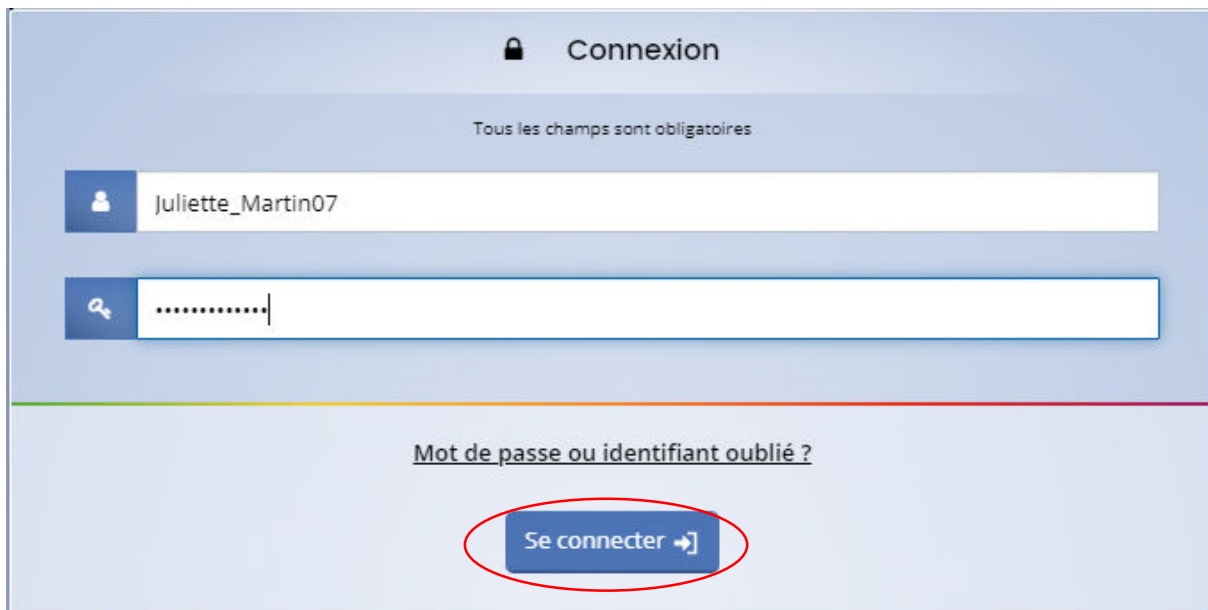 Connexion
Tous les champs sont obligatoires
Juliette_Martin07
•••••••••••••
Mot de passe ou identifiant oublié ?
Se connecter